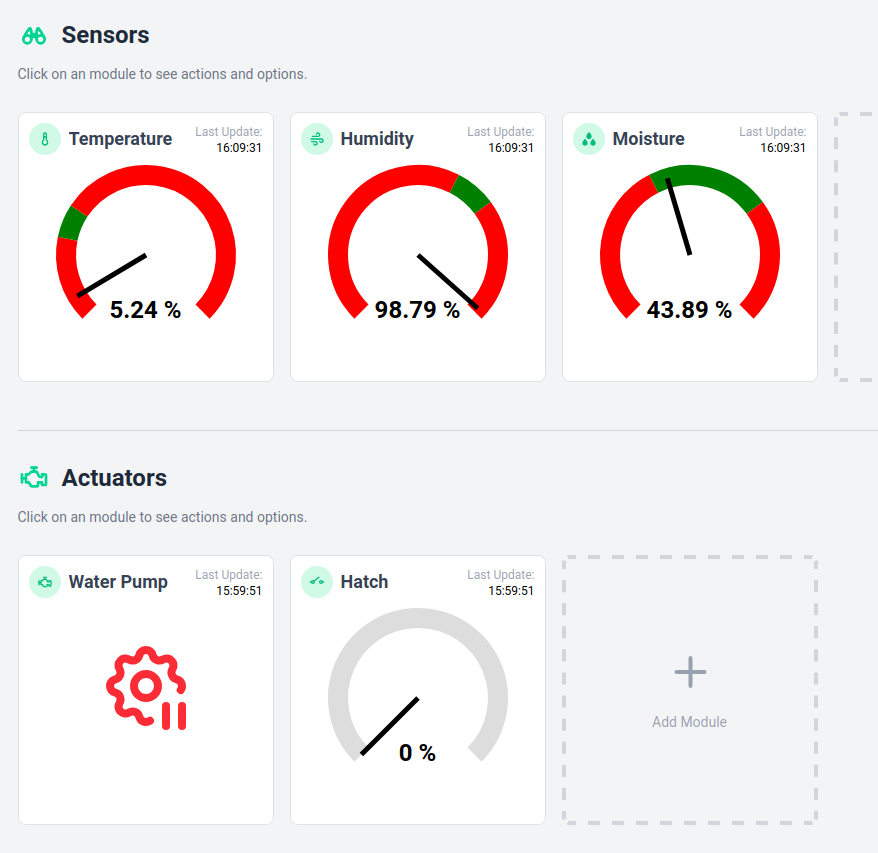 Sensors
Click on an module to see actions and options.
Temperature
Last Update:
16:09:31
5.24 %
Humidity
Last Update:
16:09:31
98.79 %
Moisture
Last Update:
16:09:31
43.89 %
Actuators
Click on an module to see actions and options.
Water Pump
Last Update:
15:59:51
Hatch
Last Update:
15:59:51
0 %
Add Module